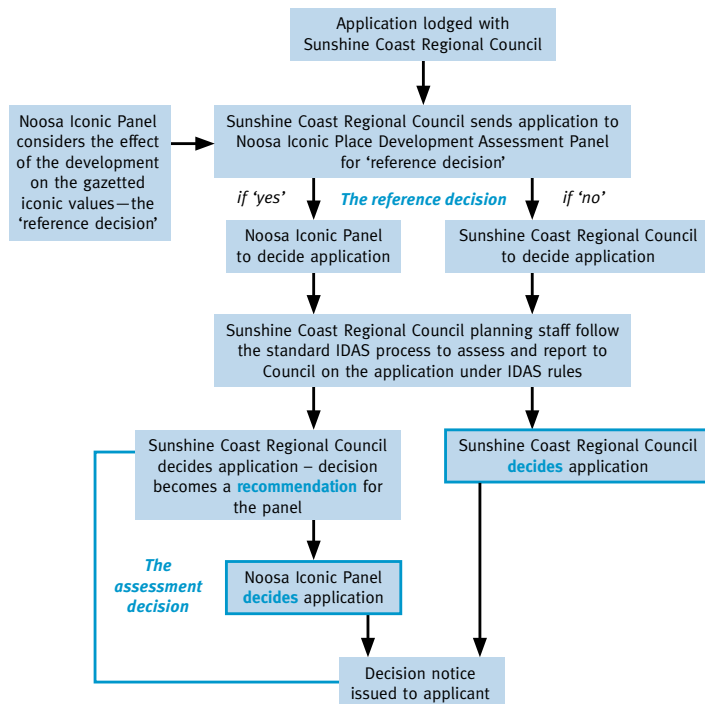 Application lodged with
Sunshine Coast Regional Council
Noosa Iconic Panel
considers the effect
of the development
on the gazetted
iconic values—the
‘reference decision’
Sunshine Coast Regional Council sends application to
Noosa Iconic Place Development Assessment Panel
for ‘reference decision’
if ‘yes’
The reference decision
if ‘no’
Noosa Iconic Panel
to decide application
Sunshine Coast Regional Council
to decide application
Sunshine Coast Regional Council planning staff follow
the standard IDAS process to assess and report to
Council on the application under IDAS rules
Sunshine Coast Regional Council
decides application – decision
becomes a recommendation for
the panel
Sunshine Coast Regional Council
decides application
The
assessment
decision
Noosa Iconic Panel
decides application
Decision notice
issued to applicant